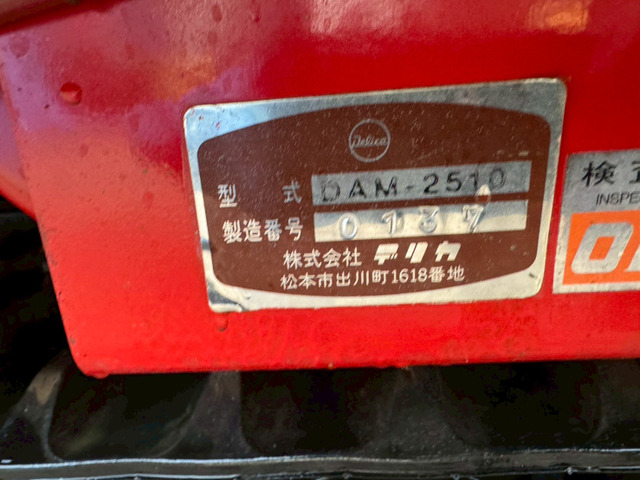 Delica
型式 DAM-2510
製造番号 0137
株式会社 デリカ
松本市出川町1618番地
検
INSPE